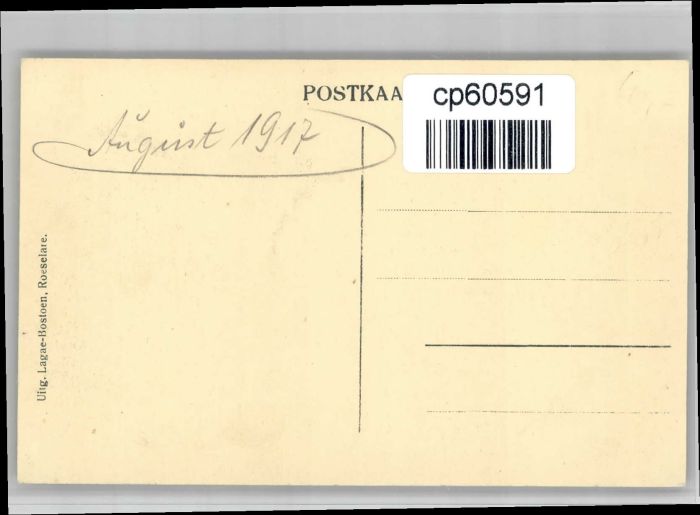 POSTKAA
cp60591
August 1917
Uitg. Lagae-Bostoen, Roeselare.